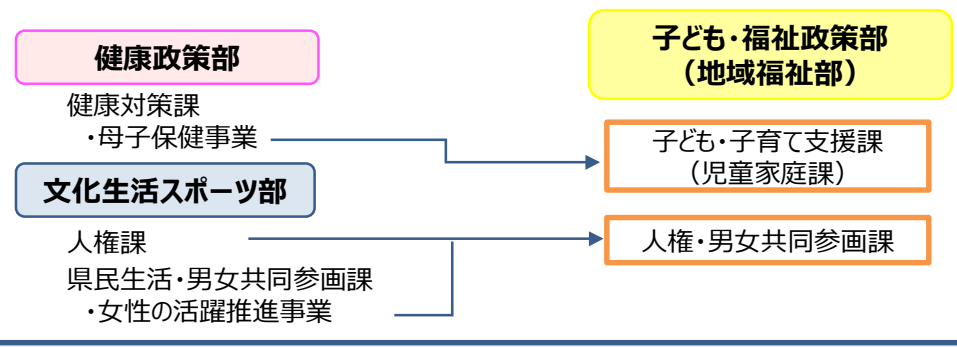 健康政策部
健康対策課
・母子保健事業
文化生活スポーツ部
人権課
県民生活・男女共同参画課
・女性の活躍推進事業
子ども・福祉政策部
（地域福祉部）
子ども・子育て支援課
（児童家庭課）
人権・男女共同参画課